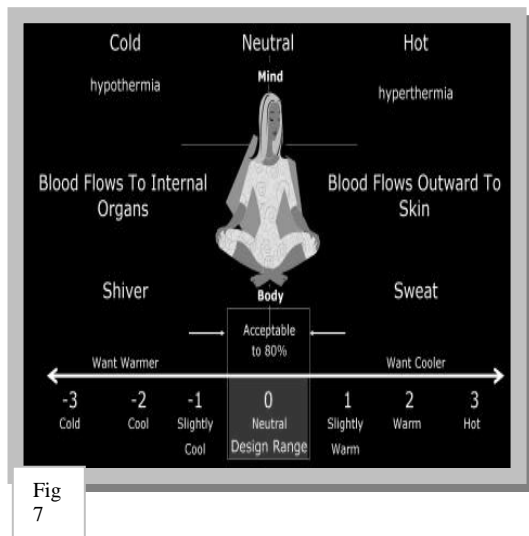 Cold Neutral Hot
hypothermia Mind hyperthermia
Blood Flows To Internal
Organs
Blood Flows Outward To
Skin
Shiver Body Sweat
Acceptable
to 80%
Want Warmer Want Cooler
-3 -2 -1 0 1 2 3
Cold Cool Slightly Neutral Slightly Warm Hot
Cool Design Range Warm
Fig
7